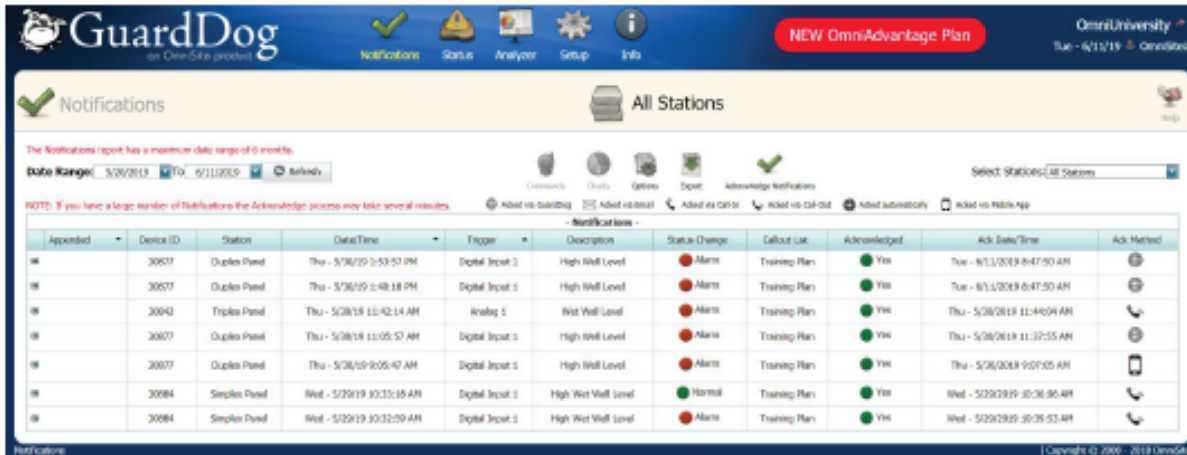 GuardDog
an OmniSite product
Notifications Status Analyzer Setup Info
NEW OmniAdvantage Plan
OmniUniversity
Tue - 6/11/19
Notifications
All Stations
Help
The Notifications report has a maximum date range of 6 months.
Date Range: 5/20/2019 To 6/11/2019 Refresh
Commands Charts Options Export Acknowledge Notifications
Select Stations: All Stations
NOTE: If you have a large number of Notifications the Acknowledge process may take several minutes.
Acked via GuardDog Acked via Email Acked via Call-In Acked via Call-Out Acked automatically Acked via Mobile App
- Notifications -
Appended Device ID Station Date/Time Trigger Description Status Change Callout List Acknowledged Ack Date/Time Ack Method
Duplex Panel Thu - 5/30/19 1:53:57 PM Digital Input 1 High Well Level Alarm Training Plan Yes Tue - 6/11/2019 8:47:50 AM
Duplex Panel Thu - 5/30/19 1:48:18 PM Digital Input 1 High Well Level Alarm Training Plan Yes Tue - 6/11/2019 8:47:50 AM
Triplex Panel Thu - 5/30/19 11:42:14 AM Analog 1 Wet Well Level Alarm Training Plan Yes Thu - 5/30/2019 11:44:04 AM
Duplex Panel Thu - 5/30/19 11:05:57 AM Digital Input 1 High Well Level Alarm Training Plan Yes Thu - 5/30/2019 11:37:55 AM
Duplex Panel Thu - 5/30/19 9:05:47 AM Digital Input 1 High Well Level Alarm Training Plan Yes Thu - 5/30/2019 9:07:05 AM
Simplex Panel Wed - 5/29/19 10:33:18 AM Digital Input 1 High Wet Well Level Normal Training Plan Yes Wed - 5/29/2019 10:36:06 AM
Simplex Panel Wed - 5/29/19 10:32:59 AM Digital Input 1 High Wet Well Level Alarm Training Plan Yes Wed - 5/29/2019 10:39:53 AM
Notifications
| Copyright © 2000 - 2019 OmniSite